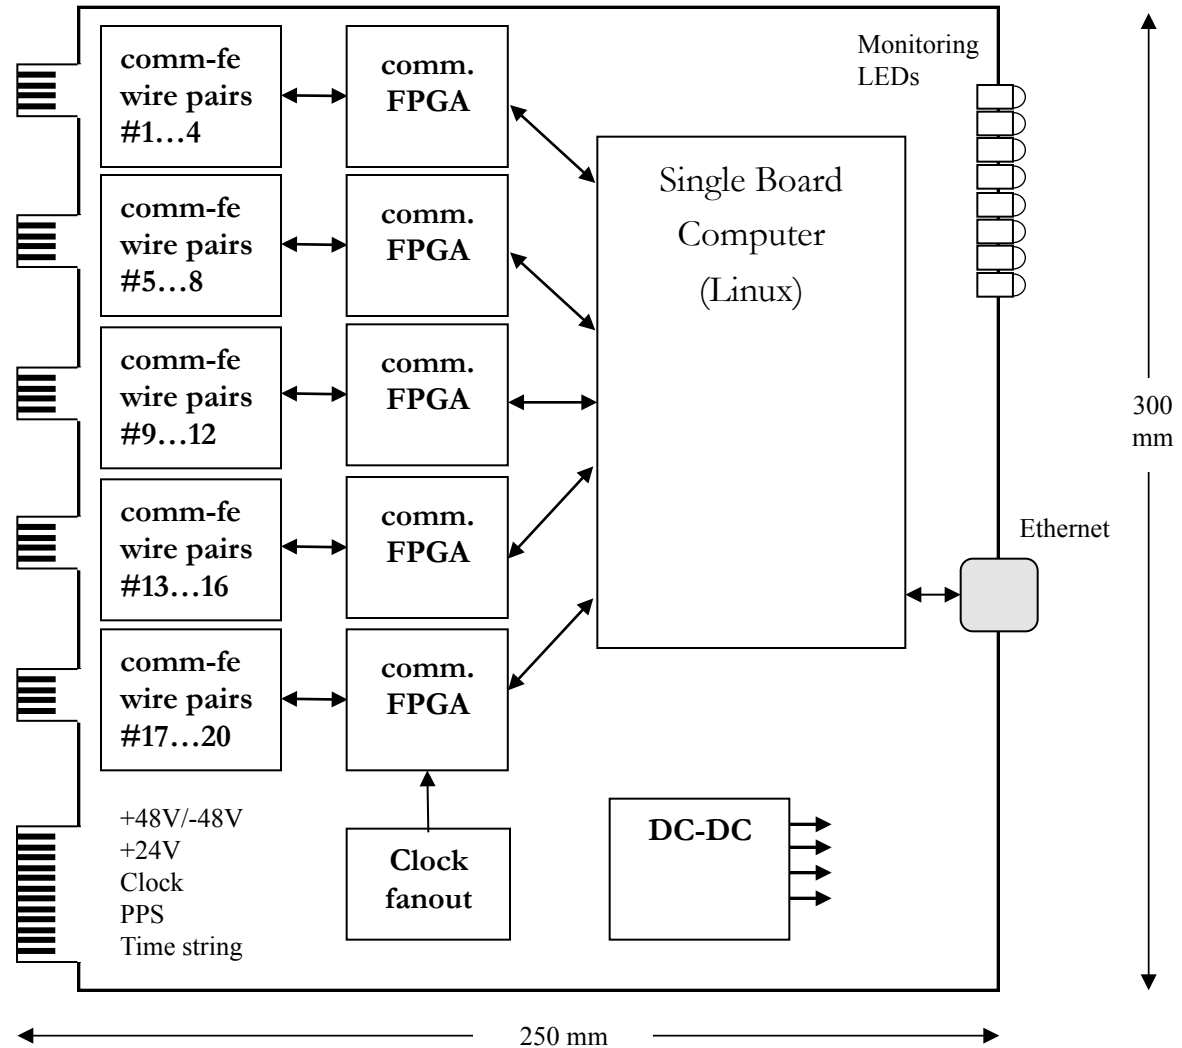 comm-fe
wire pairs
#1…4
comm.
FPGA
Monitoring
LEDs
Single Board
Computer
(Linux)
comm-fe
wire pairs
#5…8
comm.
FPGA
comm-fe
wire pairs
#9…12
comm.
FPGA
300
mm
comm-fe
wire pairs
#13…16
comm.
FPGA
Ethernet
comm-fe
wire pairs
#17…20
comm.
FPGA
+48V/-48V
+24V
Clock
PPS
Time string
Clock
fanout
DC-DC
250 mm